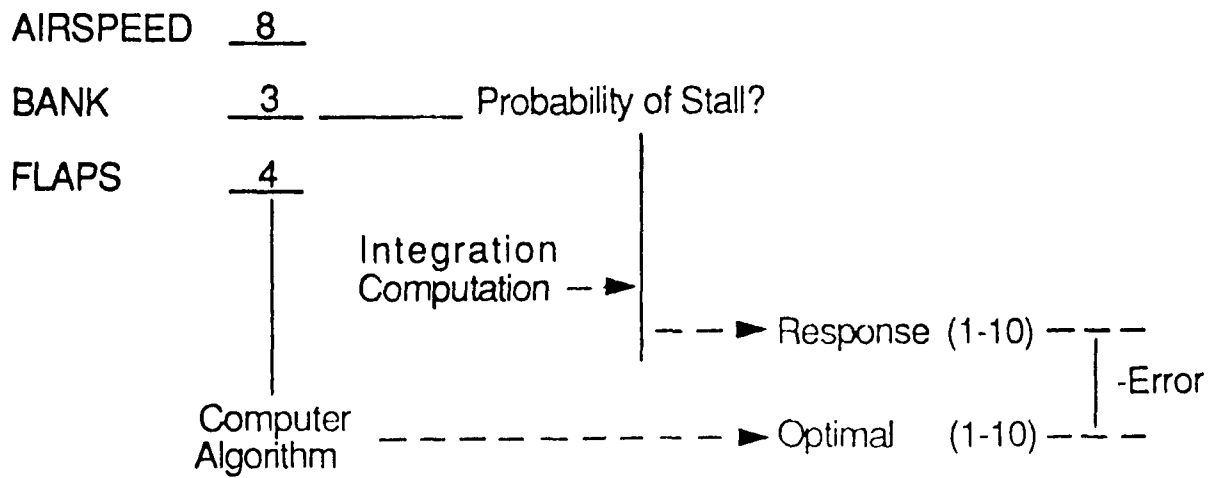 AIRSPEED 8
BANK 3 Probability of Stall?
FLAPS 4
Integration
Computation
Response (1-10)
-Error
Computer
Algorithm
Optimal (1-10)